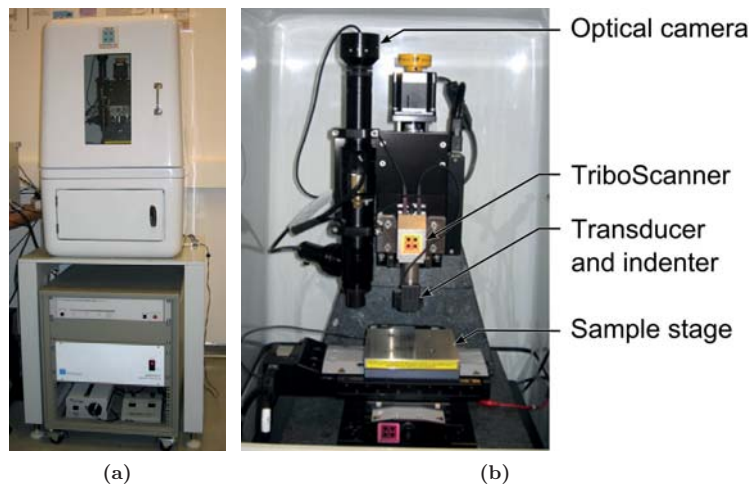 Optical camera
TriboScanner
Transducer
and indenter
Sample stage
(a)
(b)